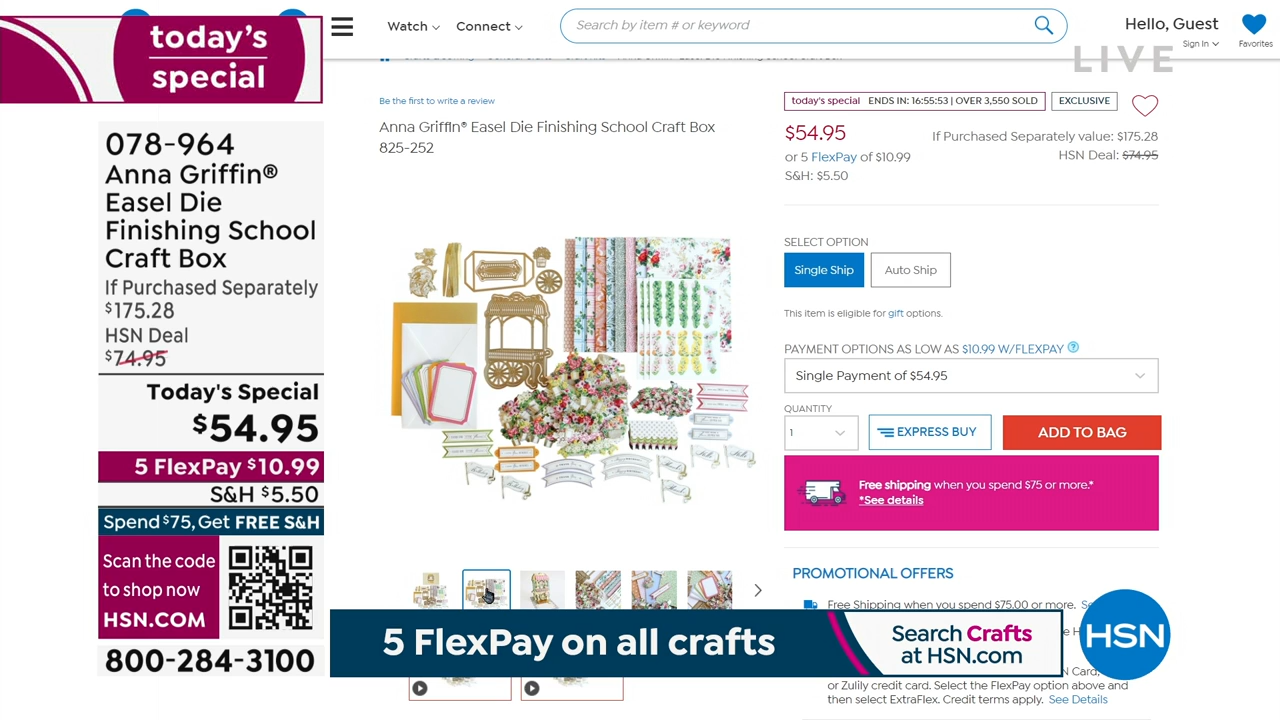 today's
special
078-964
Anna Griffin®
Easel Die
Finishing School
Craft Box
If Purchased Separately
$175.28
HSN Deal
$74.95
Today's Special
$54.95
5 FlexPay $10.99
S&H $5.50
Spend $75, Get FREE S&H
Scan the code
to shop now
HSN.COM
800-284-3100
Watch
Connect
Search by item # or keyword
Hello, Guest
Sign In
Favorites
LIVE
Be the first to write a review
Anna Griffin® Easel Die Finishing School Craft Box
825-252
today's special ENDS IN: 16:55:53 | OVER 3,550 SOLD
EXCLUSIVE
$54.95
If Purchased Separately value: $175.28
or 5 FlexPay of $10.99
HSN Deal: $74.95
S&H: $5.50
SELECT OPTION
Single Ship
Auto Ship
This item is eligible for gift options.
PAYMENT OPTIONS AS LOW AS $10.99 W/FLEXPAY
Single Payment of $54.95
QUANTITY
1
EXPRESS BUY
ADD TO BAG
Free shipping when you spend $75 or more.*
*See details
PROMOTIONAL OFFERS
Free Shipping when you spend $75.00 or more.
5 FlexPay on all crafts
Search Crafts
at HSN.com
HSN
Card,
or Zulily credit card. Select the FlexPay option above and
then select ExtraFlex. Credit terms apply. See Details